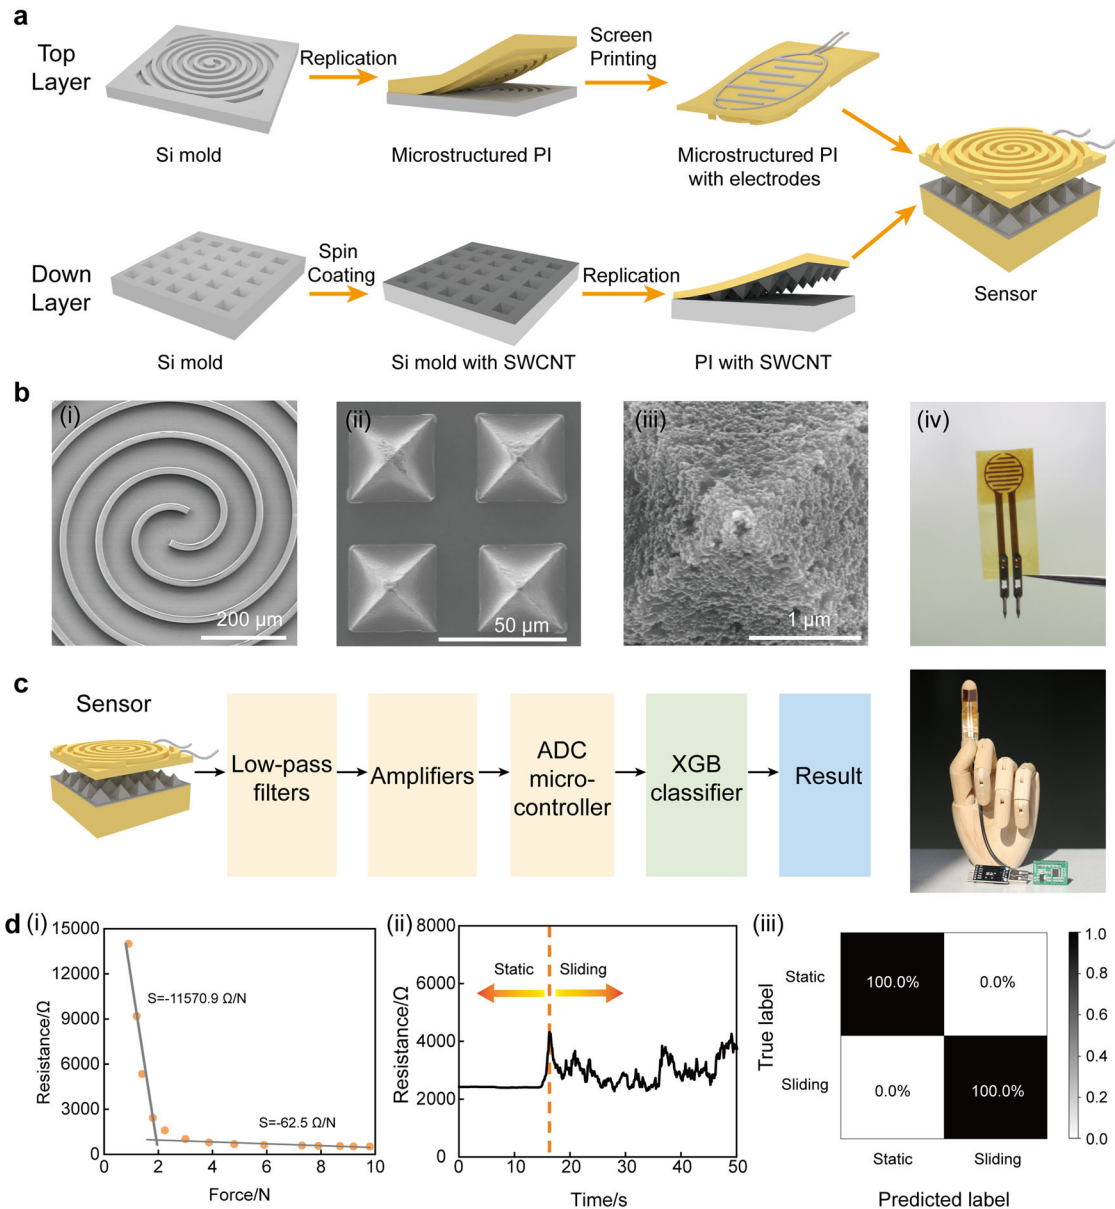 a
Top
Layer
Replication
Screen
Printing
Si mold
Microstructured PI
Microstructured PI
with electrodes
Down
Layer
Spin
Coating
Replication
Sensor
Si mold
Si mold with SWCNT
PI with SWCNT
b
(i)
200 μm
(ii)
50 μm
(iii)
1 μm
(iv)
c
Sensor
Low-pass
filters
Amplifiers
ADC
micro-
controller
XGB
classifier
Result
d
(i)
Resistance/Ω
15000
12000
9000
6000
3000
0
S=-11570.9 Ω/N
S=-62.5 Ω/N
0 2 4 6 8 10
Force/N
(ii)
Resistance/Ω
8000
6000
4000
2000
0
Static
Sliding
0 10 20 30 40 50
Time/s
(iii)
True label
Static
Sliding
100.0%
0.0%
0.0%
100.0%
Static
Sliding
Predicted label
1.0
0.8
0.6
0.4
0.2
0.0